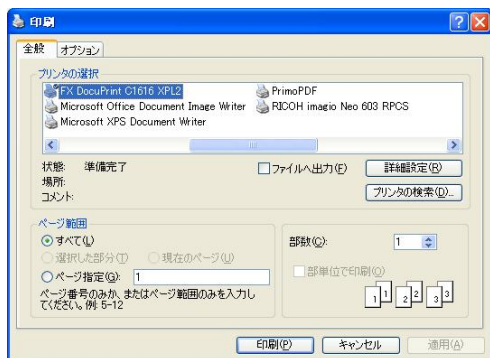 印刷
全般 オプション
プリンタの選択
FX DocuPrint C1616 XPL2 PrimoPDF
Microsoft Office Document Image Writer RICOH imagio Neo 603 RPCS
Microsoft XPS Document Writer
状態: 準備完了 ファイルへ出力(F) 詳細設定(R)
場所:
コメント: プリンタの検索(D)...
ページ範囲
すべて(L) 部数(C): 1
選択した部分(T) 現在のページ(U) 部単位で印刷(O)
ページ指定(G): 1
ページ番号のみか、またはページ範囲のみを入力し
てください。例: 5-12
1 1 2 2 3 3
印刷(P) キャンセル 適用(A)